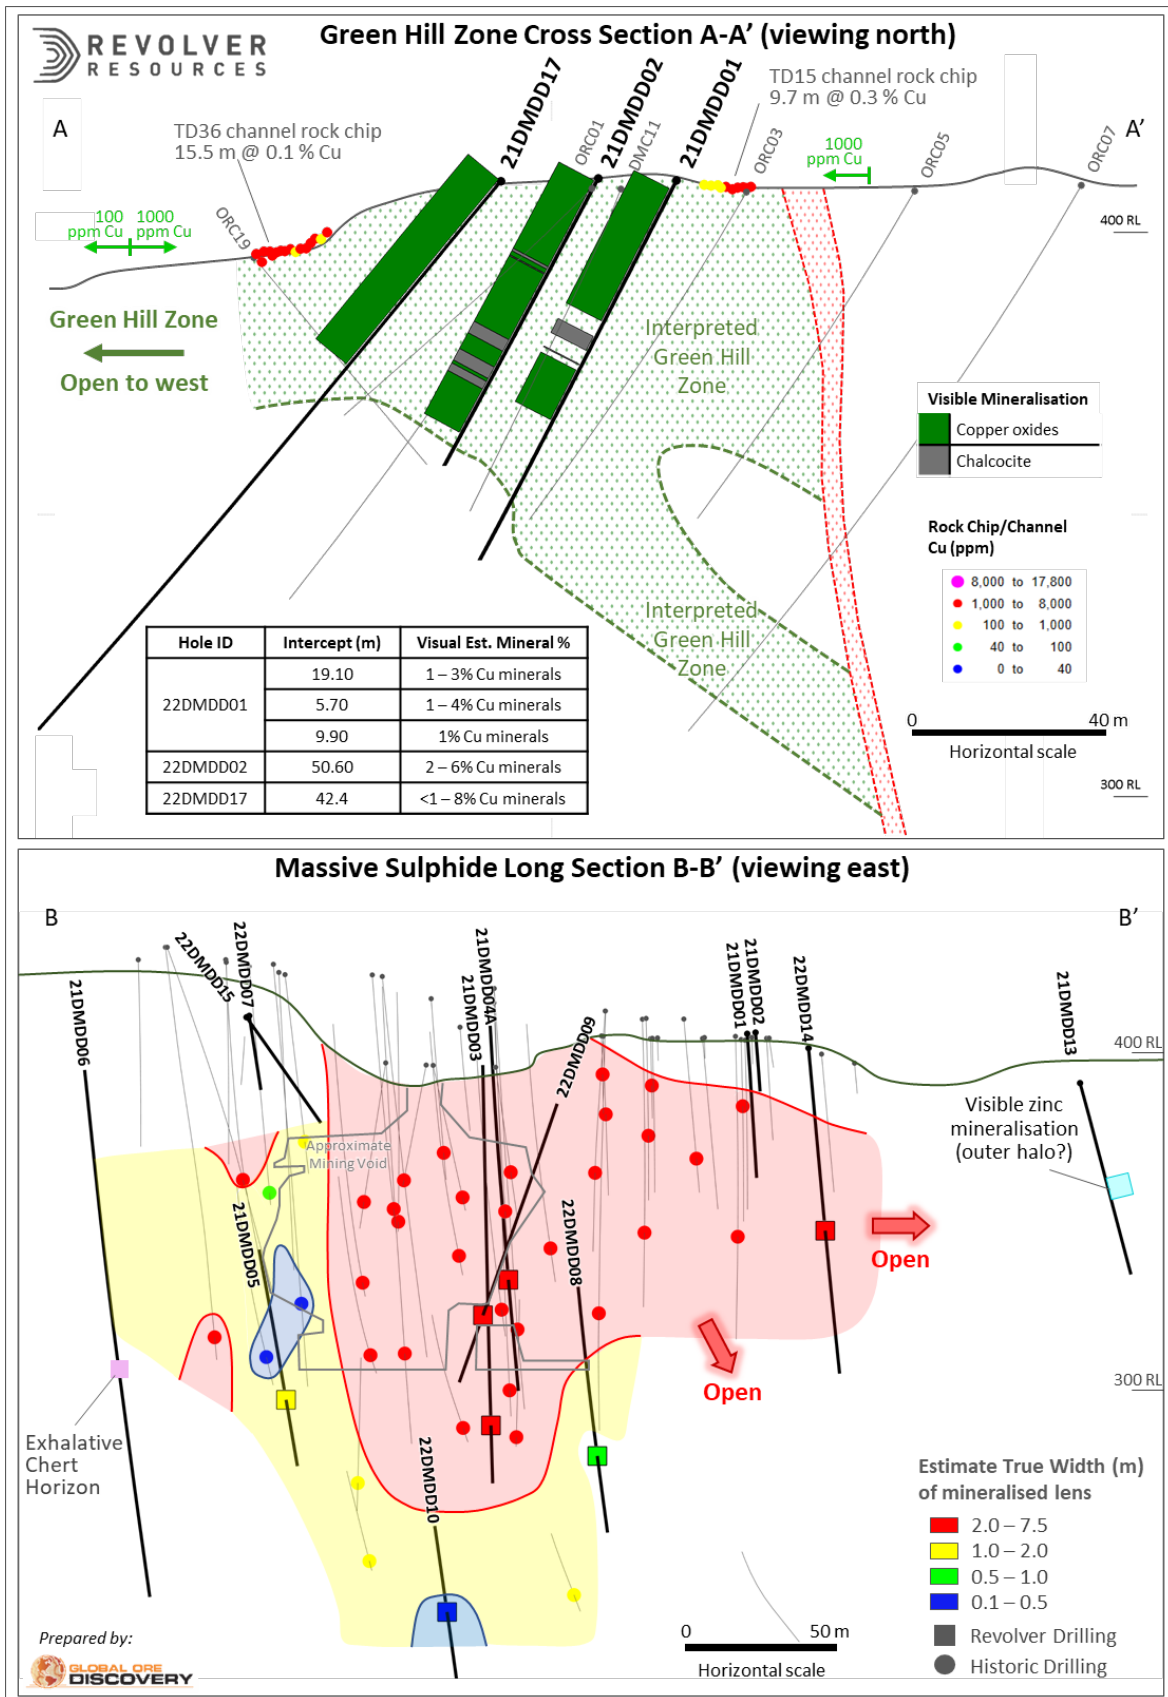 REVOLVER
RESOURCES
Green Hill Zone Cross Section A-A’ (viewing north)
A
A’
TD36 channel rock chip
15.5 m @ 0.1 % Cu
21DMDD17
ORC01
21DMDD02
DMC11
21DMDD01
TD15 channel rock chip
9.7 m @ 0.3 % Cu
ORC03
1000
ppm Cu
ORC05
ORC07
400 RL
ORC19
100
ppm Cu
1000
ppm Cu
Green Hill Zone
Open to west
Interpreted
Green Hill
Zone
Visible Mineralisation
Copper oxides
Chalcocite
Rock Chip/Channel
Cu (ppm)
8,000 to 17,800
1,000 to 8,000
100 to 1,000
40 to 100
0 to 40
Interpreted
Green Hill
Zone
0 40 m
Horizontal scale
300 RL
Hole ID Intercept (m) Visual Est. Mineral %
22DMDD01 19.10 1 – 3% Cu minerals
5.70 1 – 4% Cu minerals
9.90 1% Cu minerals
22DMDD02 50.60 2 – 6% Cu minerals
22DMDD17 42.4 <1 – 8% Cu minerals
Massive Sulphide Long Section B-B’ (viewing east)
B
B’
21DMDD06
22DMDD15
22DMDD07
21DMDD03
21DMDD04A
22DMDD09
21DMDD01
21DMDD02
22DMDD14
21DMDD13
400 RL
Visible zinc
mineralisation
(outer halo?)
Approximate
Mining Void
21DMDD05
22DMDD08
Open
Open
300 RL
Exhalative
Chert
Horizon
22DMDD10
Estimate True Width (m)
of mineralised lens
2.0 – 7.5
1.0 – 2.0
0.5 – 1.0
0.1 – 0.5
Revolver Drilling
Historic Drilling
0 50 m
Horizontal scale
Prepared by:
GLOBAL ORE
DISCOVERY